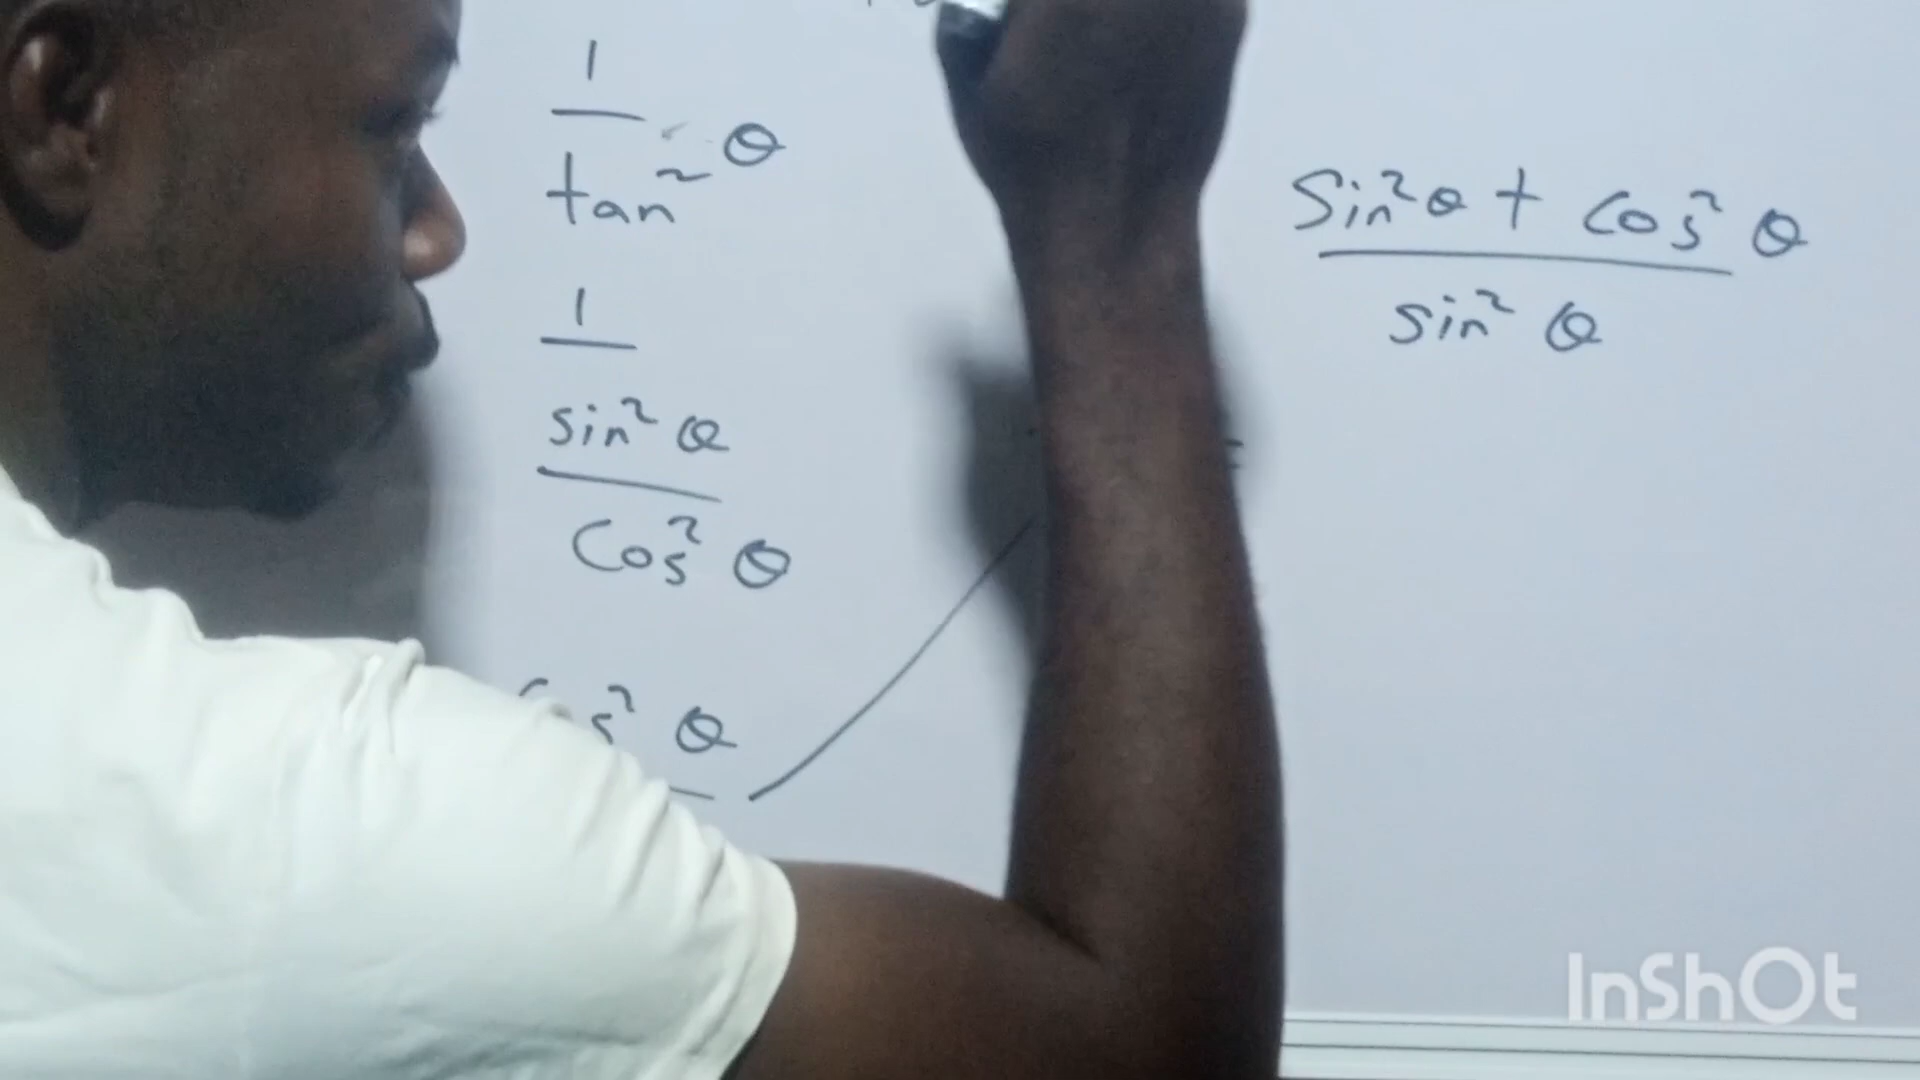 1
tan² θ
1
sin² θ
Cos² θ
s² θ
Sin² θ + Cos² θ
sin² θ
=
InShOt